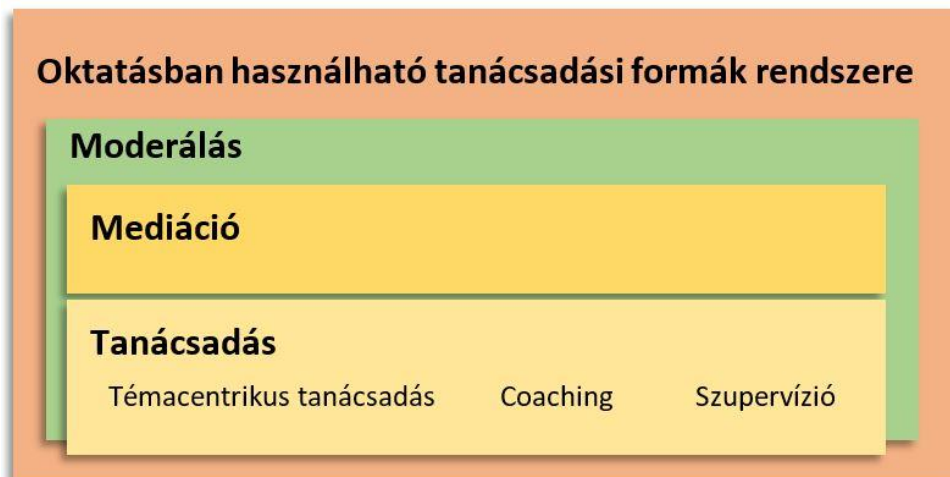 Oktatásban használható tanácsadási formák rendszere
Moderálás
Mediáció
Tanácsadás
Témacentrikus tanácsadás Coaching Szupervízió